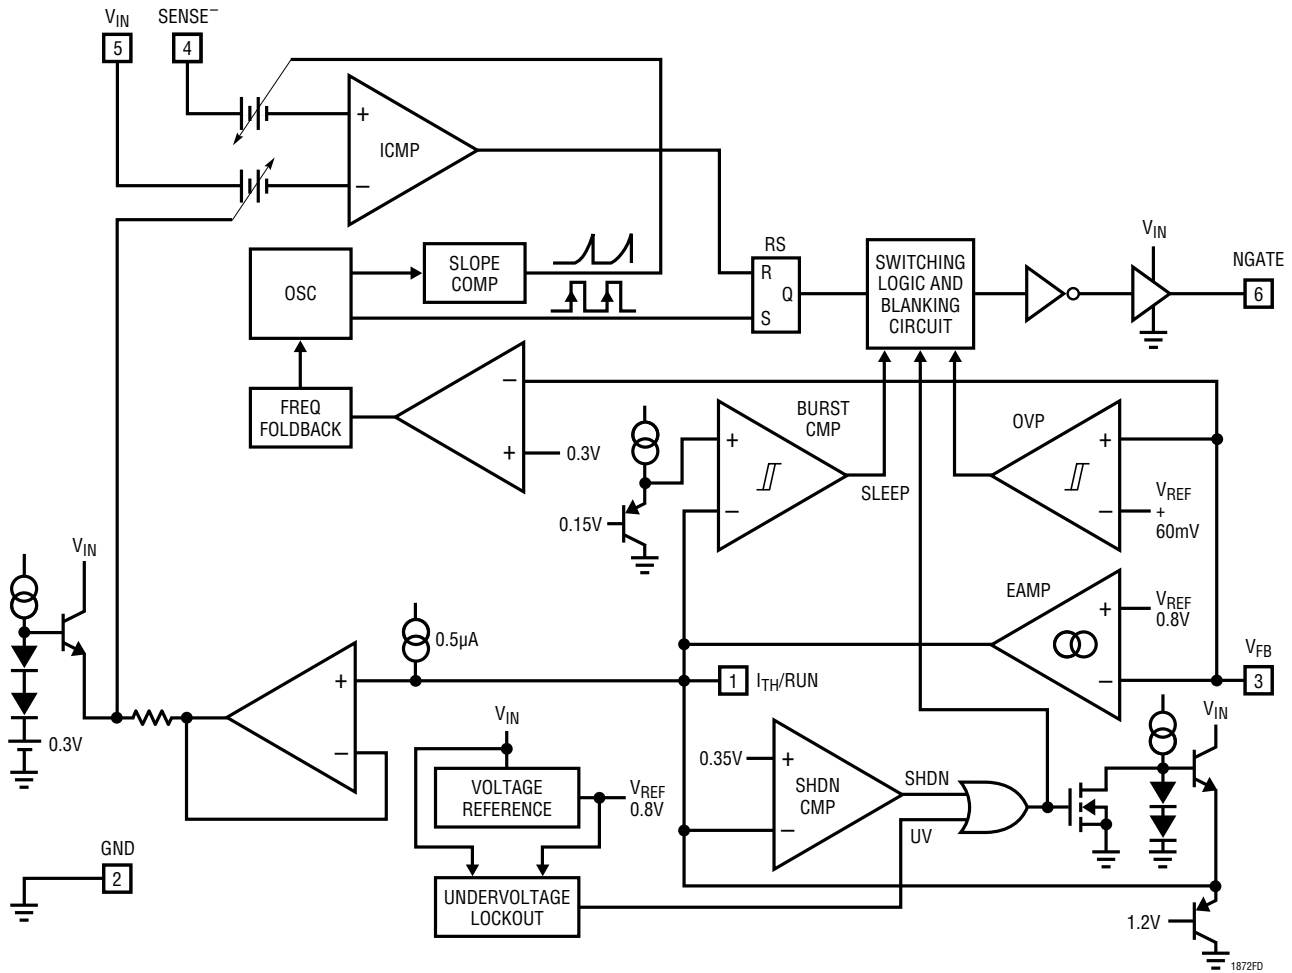 VIN
SENSE–
5
4
+
ICMP
–
VIN
NGATE
6
RS
R
Q
S
SWITCHING
LOGIC AND
BLANKING
CIRCUIT
OSC
SLOPE
COMP
FREQ
FOLDBACK
–
+
0.3V
BURST
CMP
+
–
SLEEP
0.15V
OVP
+
–
VREF
+
60mV
EAMP
+
–
VREF
0.8V
VFB
3
VIN
0.3V
+
–
0.5µA
1
ITH/RUN
VIN
VOLTAGE
REFERENCE
VREF
0.8V
UNDERVOLTAGE
LOCKOUT
0.35V
+
–
SHDN
CMP
SHDN
UV
VIN
1.2V
GND
2
1872FD